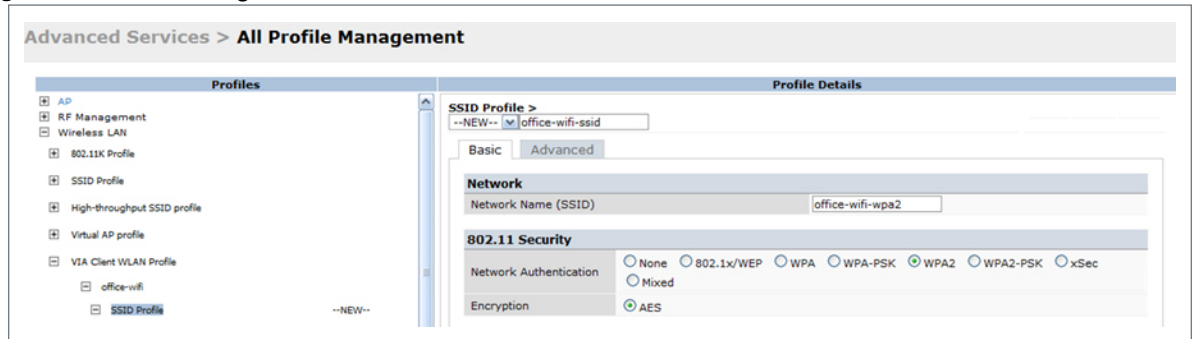 Advanced Services > All Profile Management
Profiles
AP
RF Management
Wireless LAN
802.11K Profile
SSID Profile
High-throughput SSID profile
Virtual AP profile
VIA Client WLAN Profile
office-wifi
SSID Profile --NEW--
Profile Details
SSID Profile >
--NEW-- office-wifi-ssid
Basic Advanced
Network
Network Name (SSID) office-wifi-wpa2
802.11 Security
Network Authentication None 802.1x/WEP WPA WPA-PSK WPA2 WPA2-PSK xSec
Mixed
Encryption AES